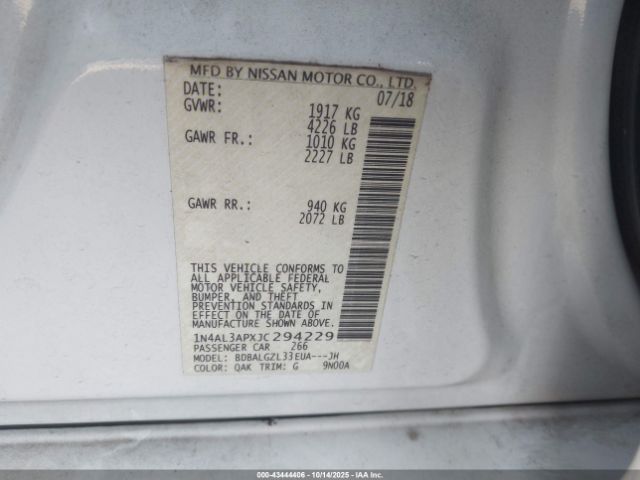 MFD BY NISSAN MOTOR CO., LTD.
DATE: 07/18
GVWR: 1917 KG
4226 LB
GAWR FR.: 1010 KG
2227 LB
GAWR RR.: 940 KG
2072 LB
THIS VEHICLE CONFORMS TO
ALL APPLICABLE FEDERAL
MOTOR VEHICLE SAFETY,
BUMPER, AND THEFT
PREVENTION STANDARDS IN
EFFECT ON THE DATE OF
MANUFACTURE SHOWN ABOVE.
1N4AL3APXJC294229
PASSENGER CAR 266
MODEL: BDBALGZL33EUA---JH
COLOR: QAK TRIM: G 9N00A
000-43444406 | 10/14/2025 | © COPYRIGHT 2025 IAA, LLC.